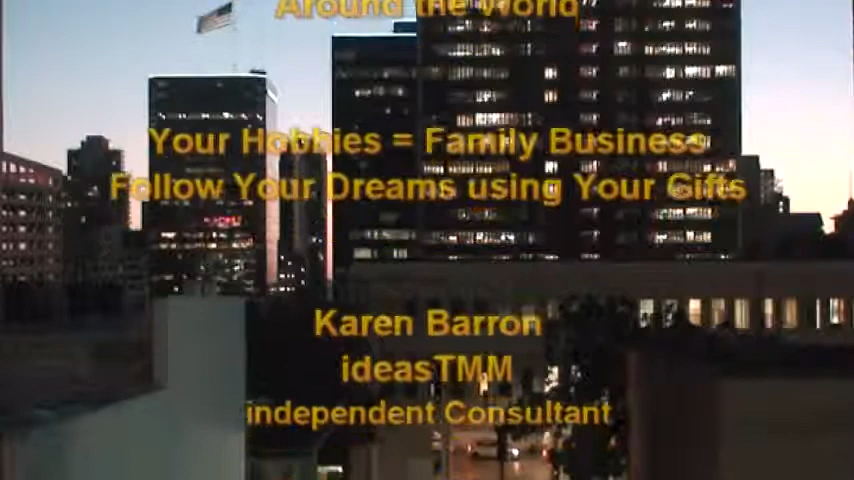 Around the World
Your Hobbies = Family Business
Follow Your Dreams using Your Gifts
Karen Barron
ideasTMM
independent Consultant